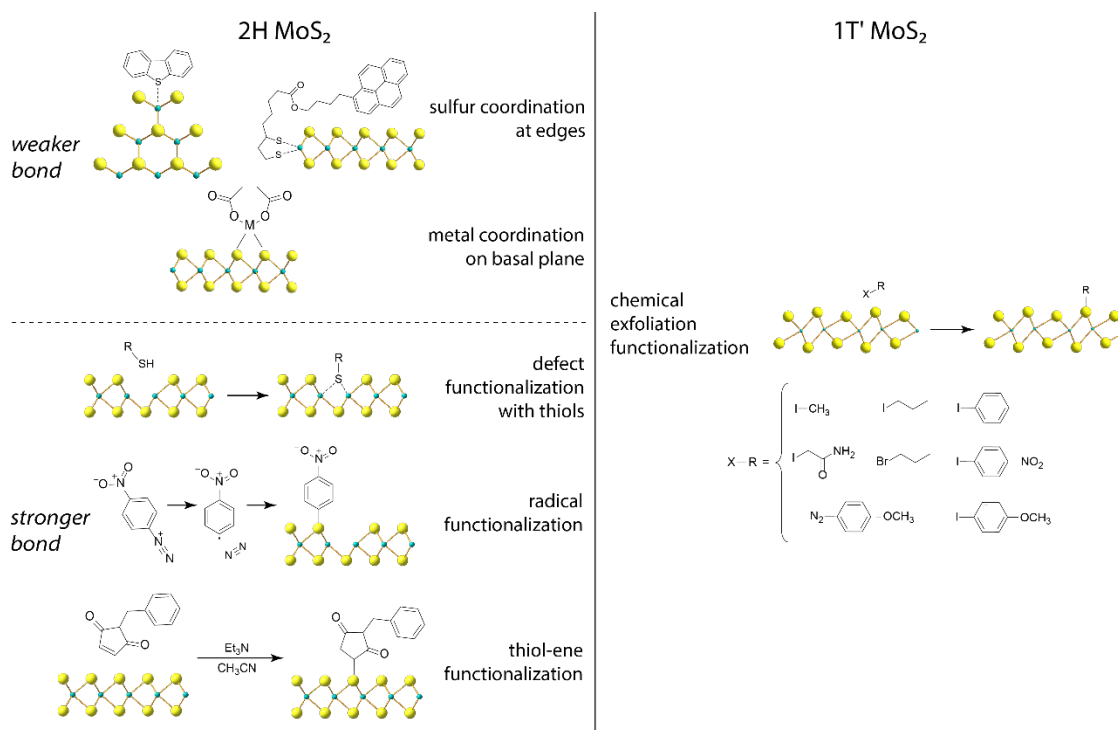 2H MoS₂
1T' MoS₂
S
O
O
S
S
sulfur coordination
at edges
weaker
bond
O
O
O
O
M
metal coordination
on basal plane
R
SH
R
S
defect
functionalization
with thiols
chemical
exfoliation
functionalization
X
R
R
⁻O
N⁺
O
N⁺
N
⁻O
N⁺
O
N≡N
⁻O
N⁺
O
stronger
bond
radical
functionalization
X—R =
I—CH₃
I
I
I
NH₂
O
Br
I
NO₂
N₂
OCH₃
I
OCH₃
O
O
Et₃N
CH₃CN
O
O
thiol-ene
functionalization